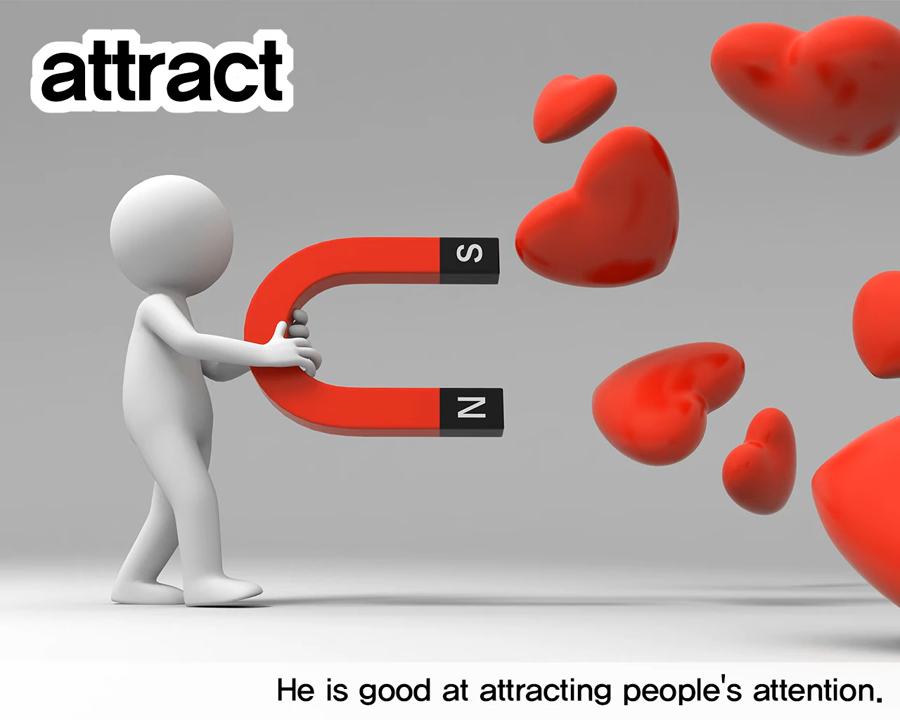 attract
S
N
He is good at attracting people's attention.